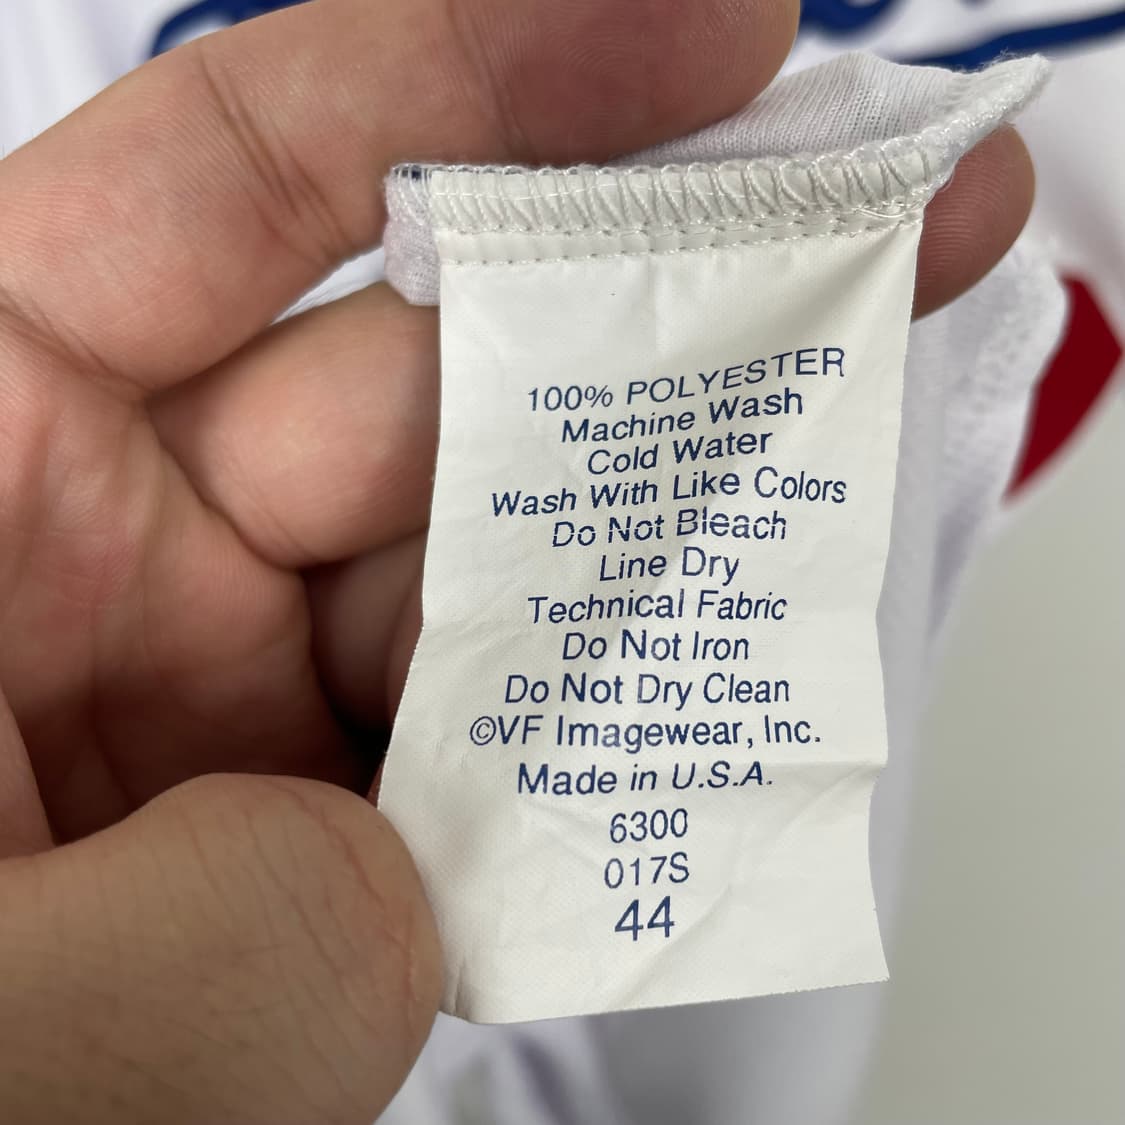 100% POLYESTER
Machine Wash
Cold Water
Wash With Like Colors
Do Not Bleach
Line Dry
Technical Fabric
Do Not Iron
Do Not Dry Clean
©VF Imagewear, Inc.
Made in U.S.A.
6300
017S
44